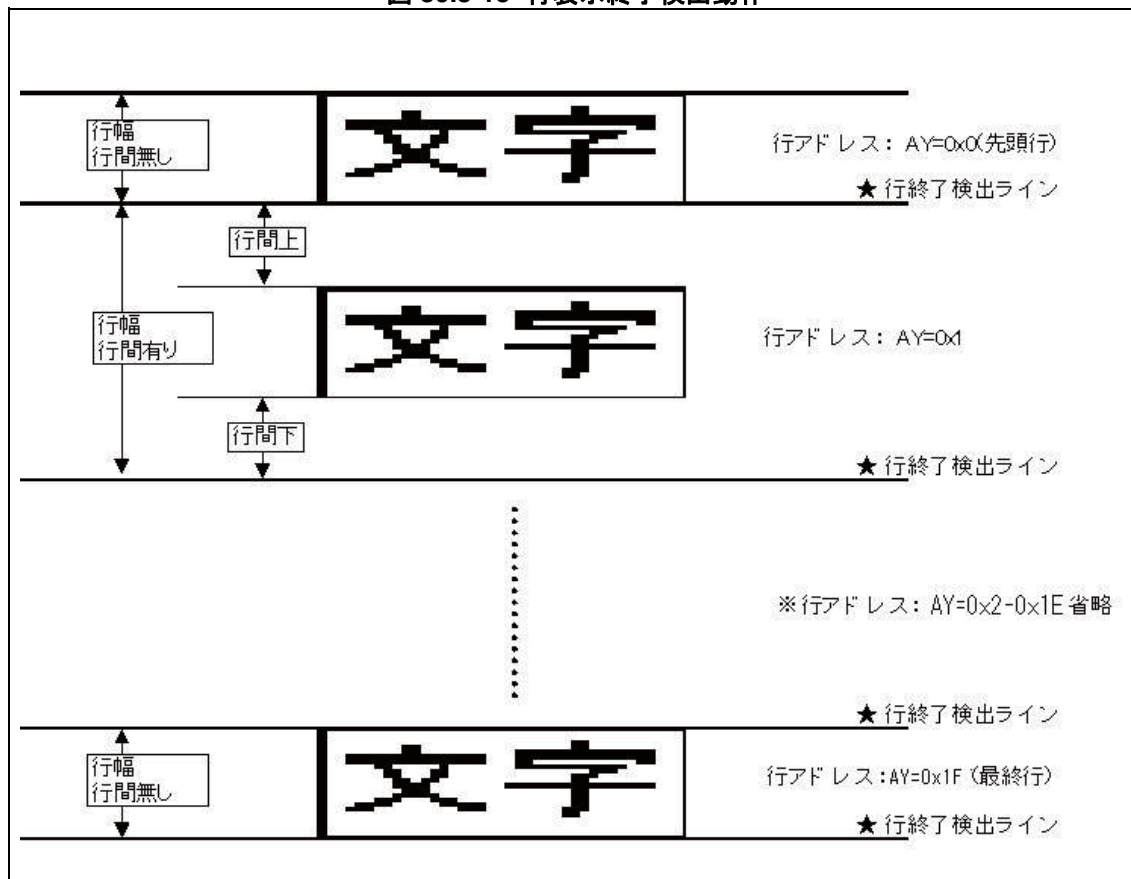 行幅
行間無し
文字
行アドレス: AY=0x0(先頭行)
★行終了検出ライン
行間上
行幅
行間有り
文字
行アドレス: AY=0x1
行間下
★行終了検出ライン
※行アドレス: AY=0x2-0x1E省略
★行終了検出ライン
行幅
行間無し
文字
行アドレス:AY=0x1F (最終行)
★行終了検出ライン